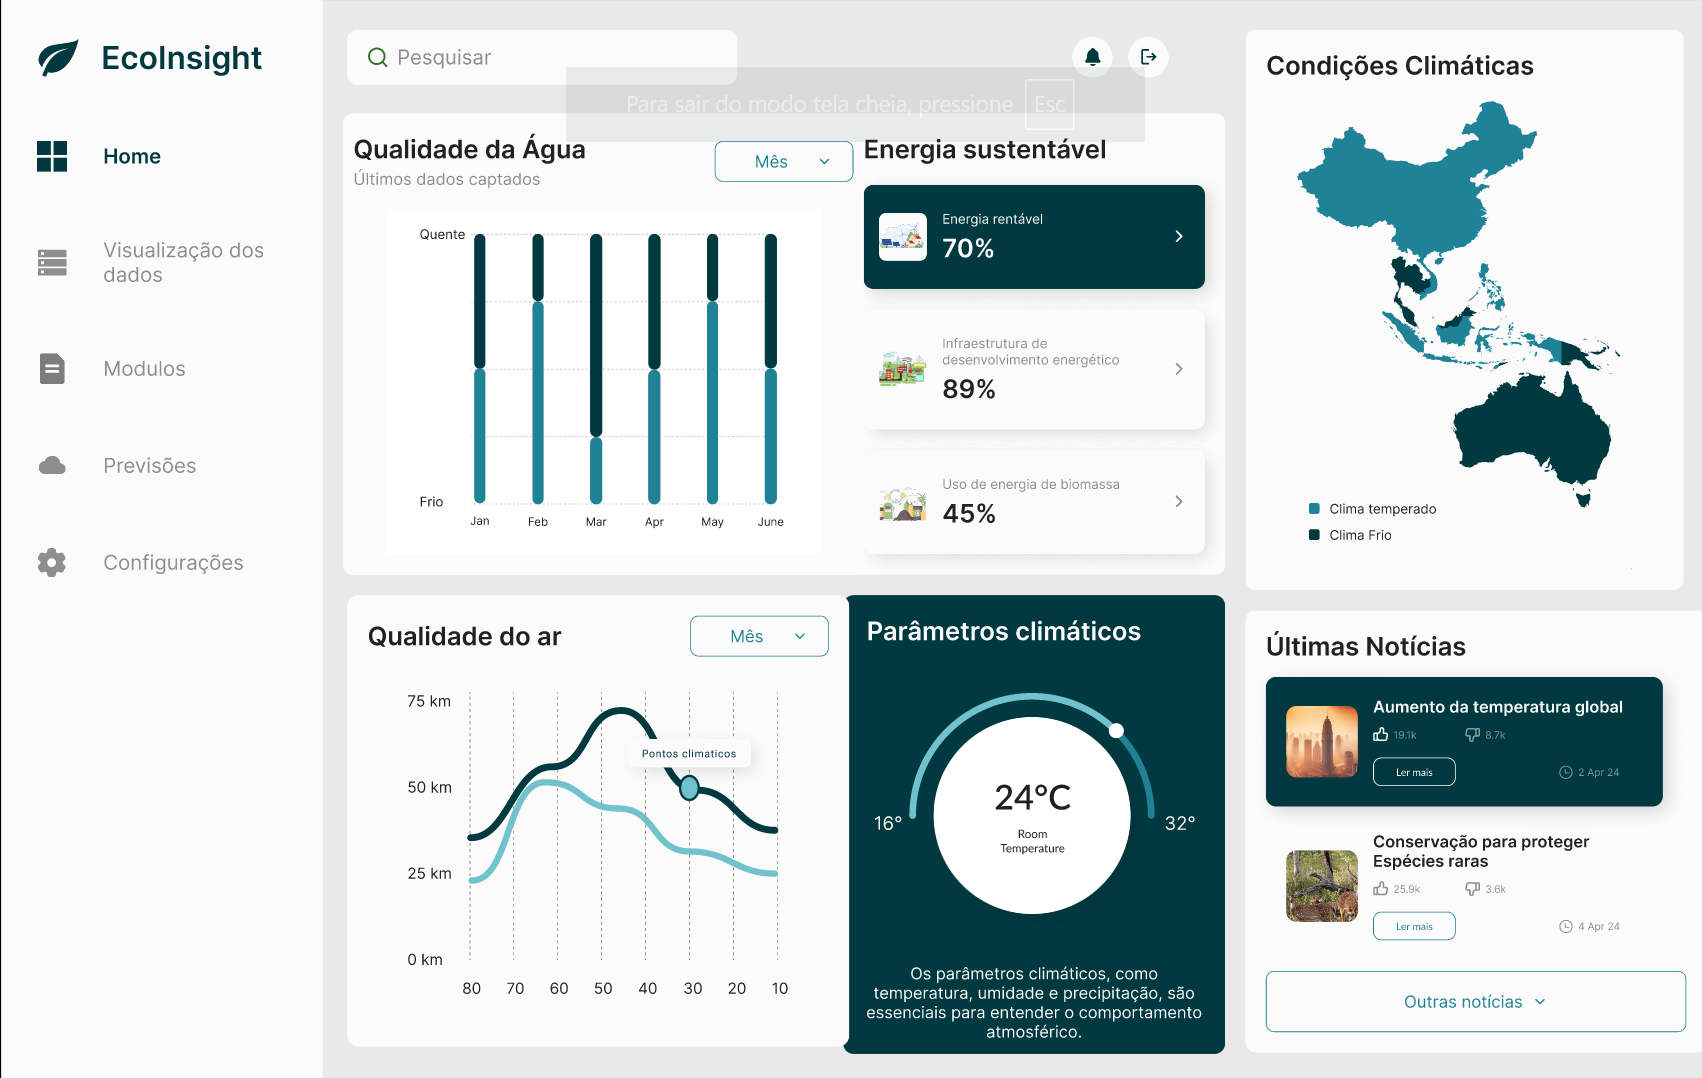 EcoInsight
Home
Visualização dos
dados
Modulos
Previsões
Configurações
Pesquisar
Para sair do modo tela cheia, pressione Esc
Qualidade da Água
Últimos dados captados
Mês
Quente
Frio
Jan Feb Mar Apr May June
Energia sustentável
Energia rentável
70%
Infraestrutura de
desenvolvimento energético
89%
Uso de energia de biomassa
45%
Condições Climáticas
Clima temperado
Clima Frio
Qualidade do ar
Mês
75 km
50 km
25 km
0 km
Pontos climaticos
80 70 60 50 40 30 20 10
Parâmetros climáticos
16°
24°C
Room
Temperature
32°
Os parâmetros climáticos, como
temperatura, umidade e precipitação, são
essenciais para entender o comportamento
atmosférico.
Últimas Notícias
Aumento da temperatura global
19.1k 8.7k
Ler mais
2 Apr 24
Conservação para proteger
Espécies raras
25.9k 3.6k
Ler mais
4 Apr 24
Outras notícias